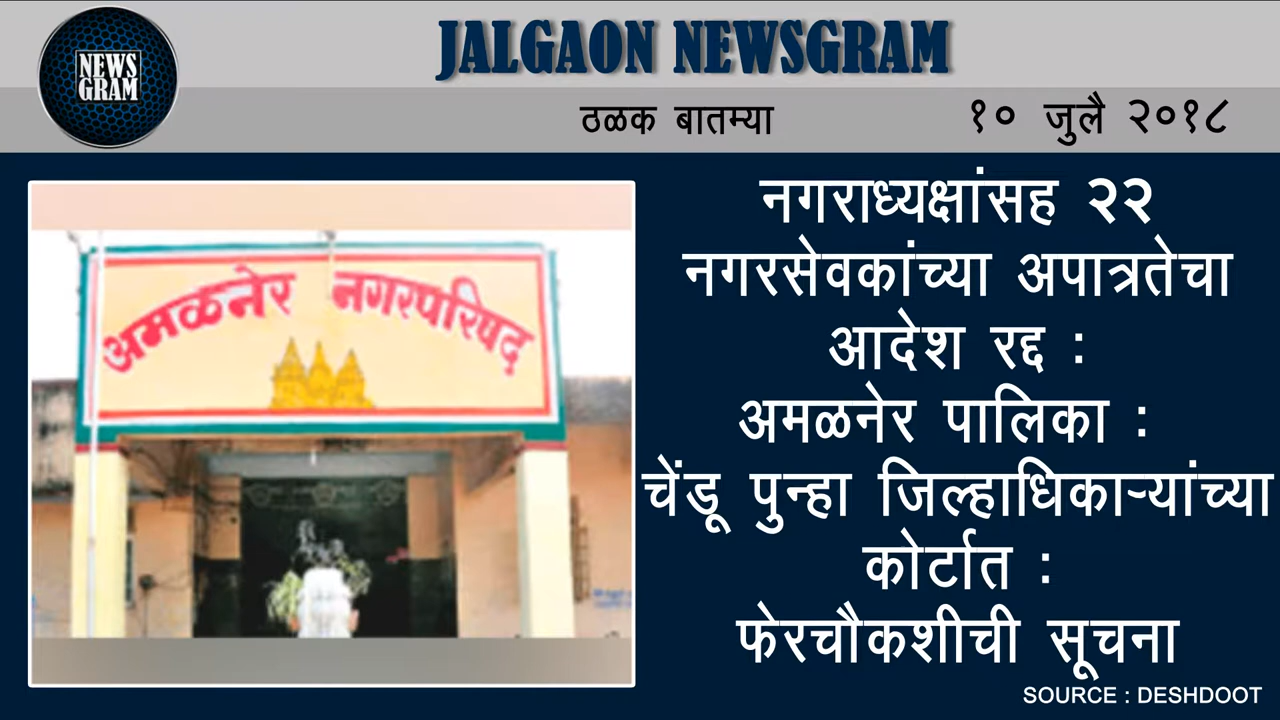 NEWS
GRAM
JALGAON NEWSGRAM
ठळक बातम्या
१० जुलै २०१८
अमळनेर नगरपरिषद
नगराध्यक्षांसह २२
नगरसेवकांच्या अपात्रतेचा
आदेश रद्द :
अमळनेर पालिका :
चेंडू पुन्हा जिल्हाधिकाऱ्यांच्या
कोर्टात :
फेरचौकशीची सूचना
SOURCE : DESHDOOT